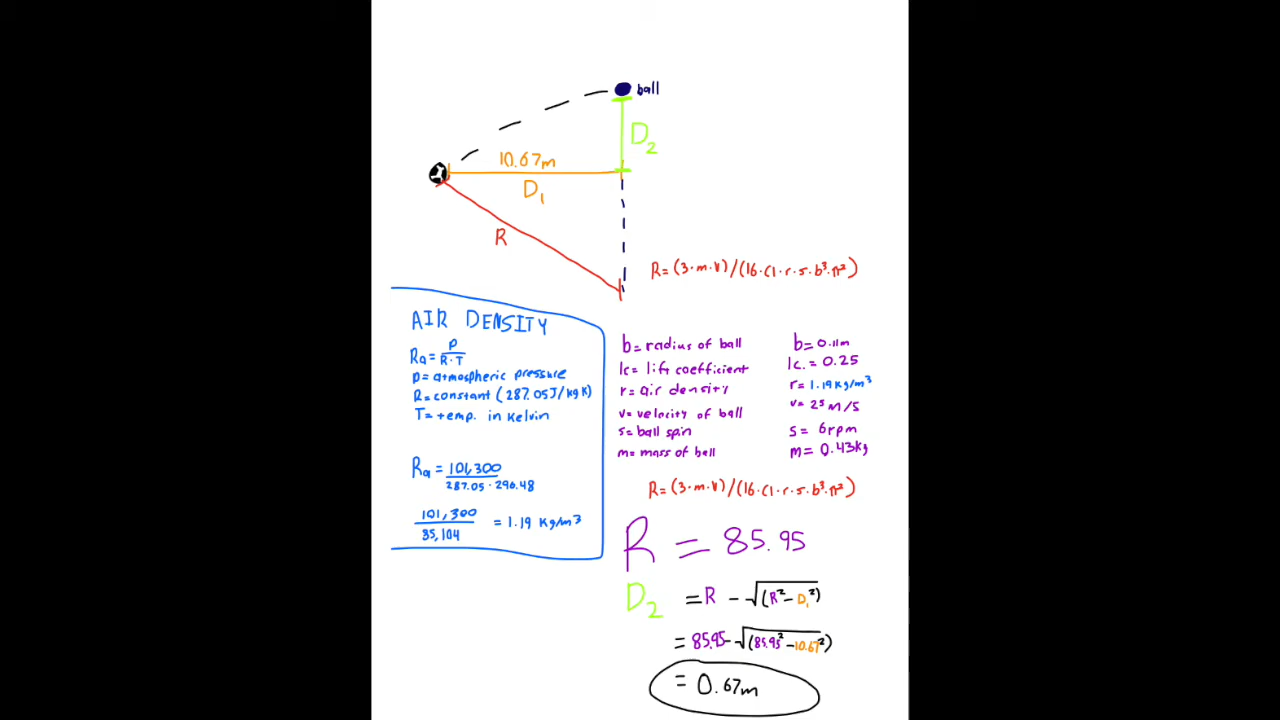 ball
D₂
10.67m
D₁
R
R=(3·m·v)/(16·Cl·r·s·b³·π²)
AIR DENSITY
Ra = P/(R·T)
p=atmospheric pressure
R=constant (287.05J/kgK)
T=temp. in Kelvin
Ra = 101,300/(287.05·296.48)
101,300/85,104 = 1.19 kg/m³
b=radius of ball
lc=lift coefficient
r=air density
v=velocity of ball
s=ball spin
m=mass of ball
b=0.11m
lc.=0.25
r=1.19kg/m³
v=25 m/s
s=6rpm
m=0.43kg
R=(3·m·v)/(16·Cl·r·s·b³·π²)
R = 85.95
D₂ =R - √(R²-D₁²)
= 85.95-√(85.95²-10.67²)
= 0.67m